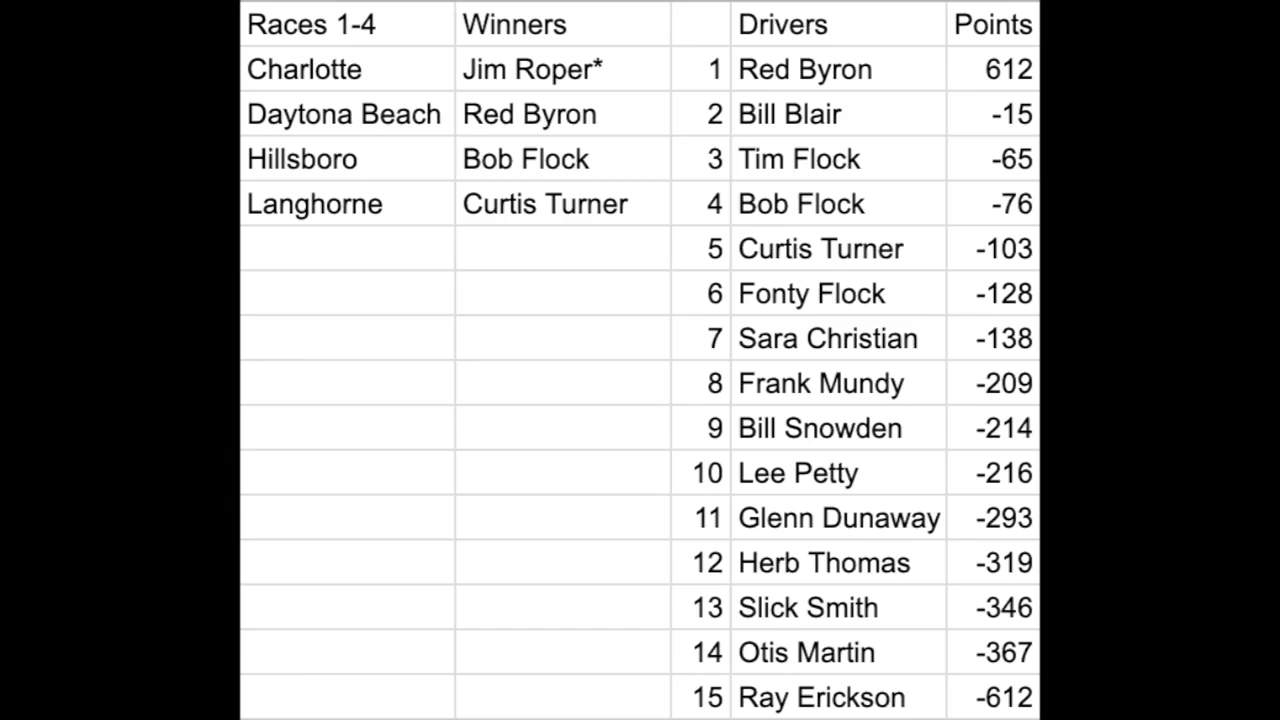 Races 1-4 Winners Drivers Points
Charlotte Jim Roper* 1 Red Byron 612
Daytona Beach Red Byron 2 Bill Blair -15
Hillsboro Bob Flock 3 Tim Flock -65
Langhorne Curtis Turner 4 Bob Flock -76
5 Curtis Turner -103
6 Fonty Flock -128
7 Sara Christian -138
8 Frank Mundy -209
9 Bill Snowden -214
10 Lee Petty -216
11 Glenn Dunaway -293
12 Herb Thomas -319
13 Slick Smith -346
14 Otis Martin -367
15 Ray Erickson -612